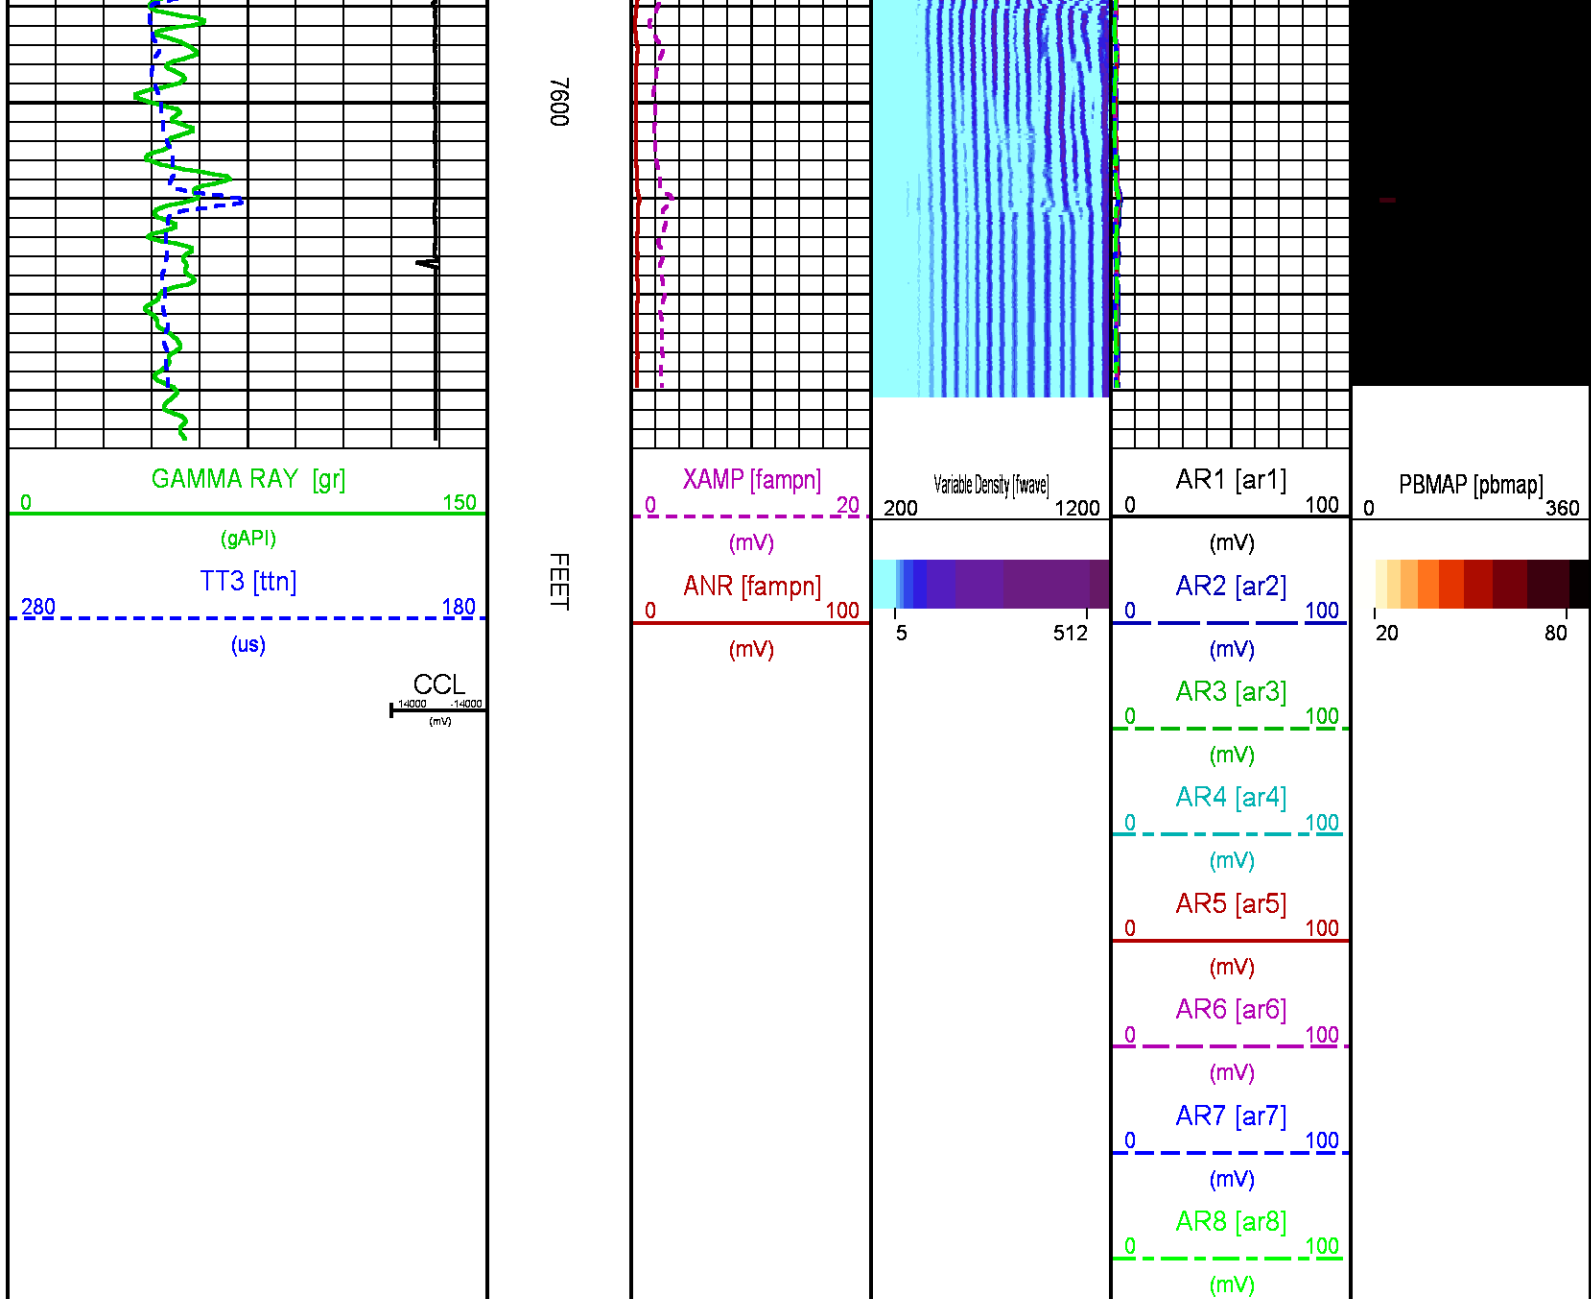 7600
FEET
GAMMA RAY [gr]
0 150
(gAPI)
TT3 [ttn]
280 180
(us)
CCL
14000 -14000
(mV)
XAMP [fampn]
0 20
(mV)
ANR [fampn]
0 100
(mV)
Variable Density [fwave]
200 1200
5 512
AR1 [ar1]
0 100
(mV)
AR2 [ar2]
0 100
(mV)
AR3 [ar3]
0 100
(mV)
AR4 [ar4]
0 100
(mV)
AR5 [ar5]
0 100
(mV)
AR6 [ar6]
0 100
(mV)
AR7 [ar7]
0 100
(mV)
AR8 [ar8]
0 100
(mV)
PBMAP [pbmap]
0 360
20 80